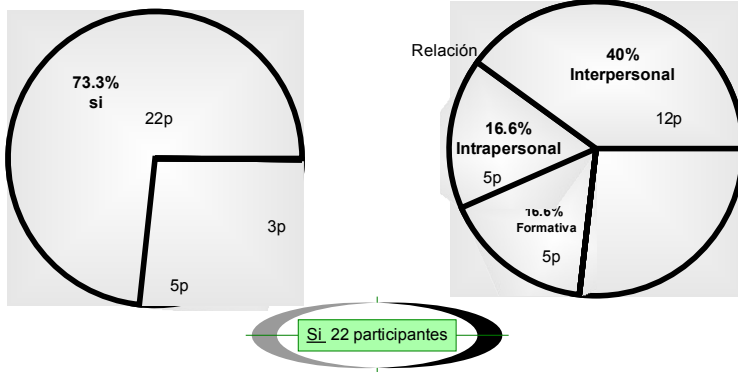 73.3%
si
22p
3p
5p
Relación
40%
Interpersonal
12p
16.6%
Intrapersonal
5p
16.6%
Formativa
5p
Si 22 participantes